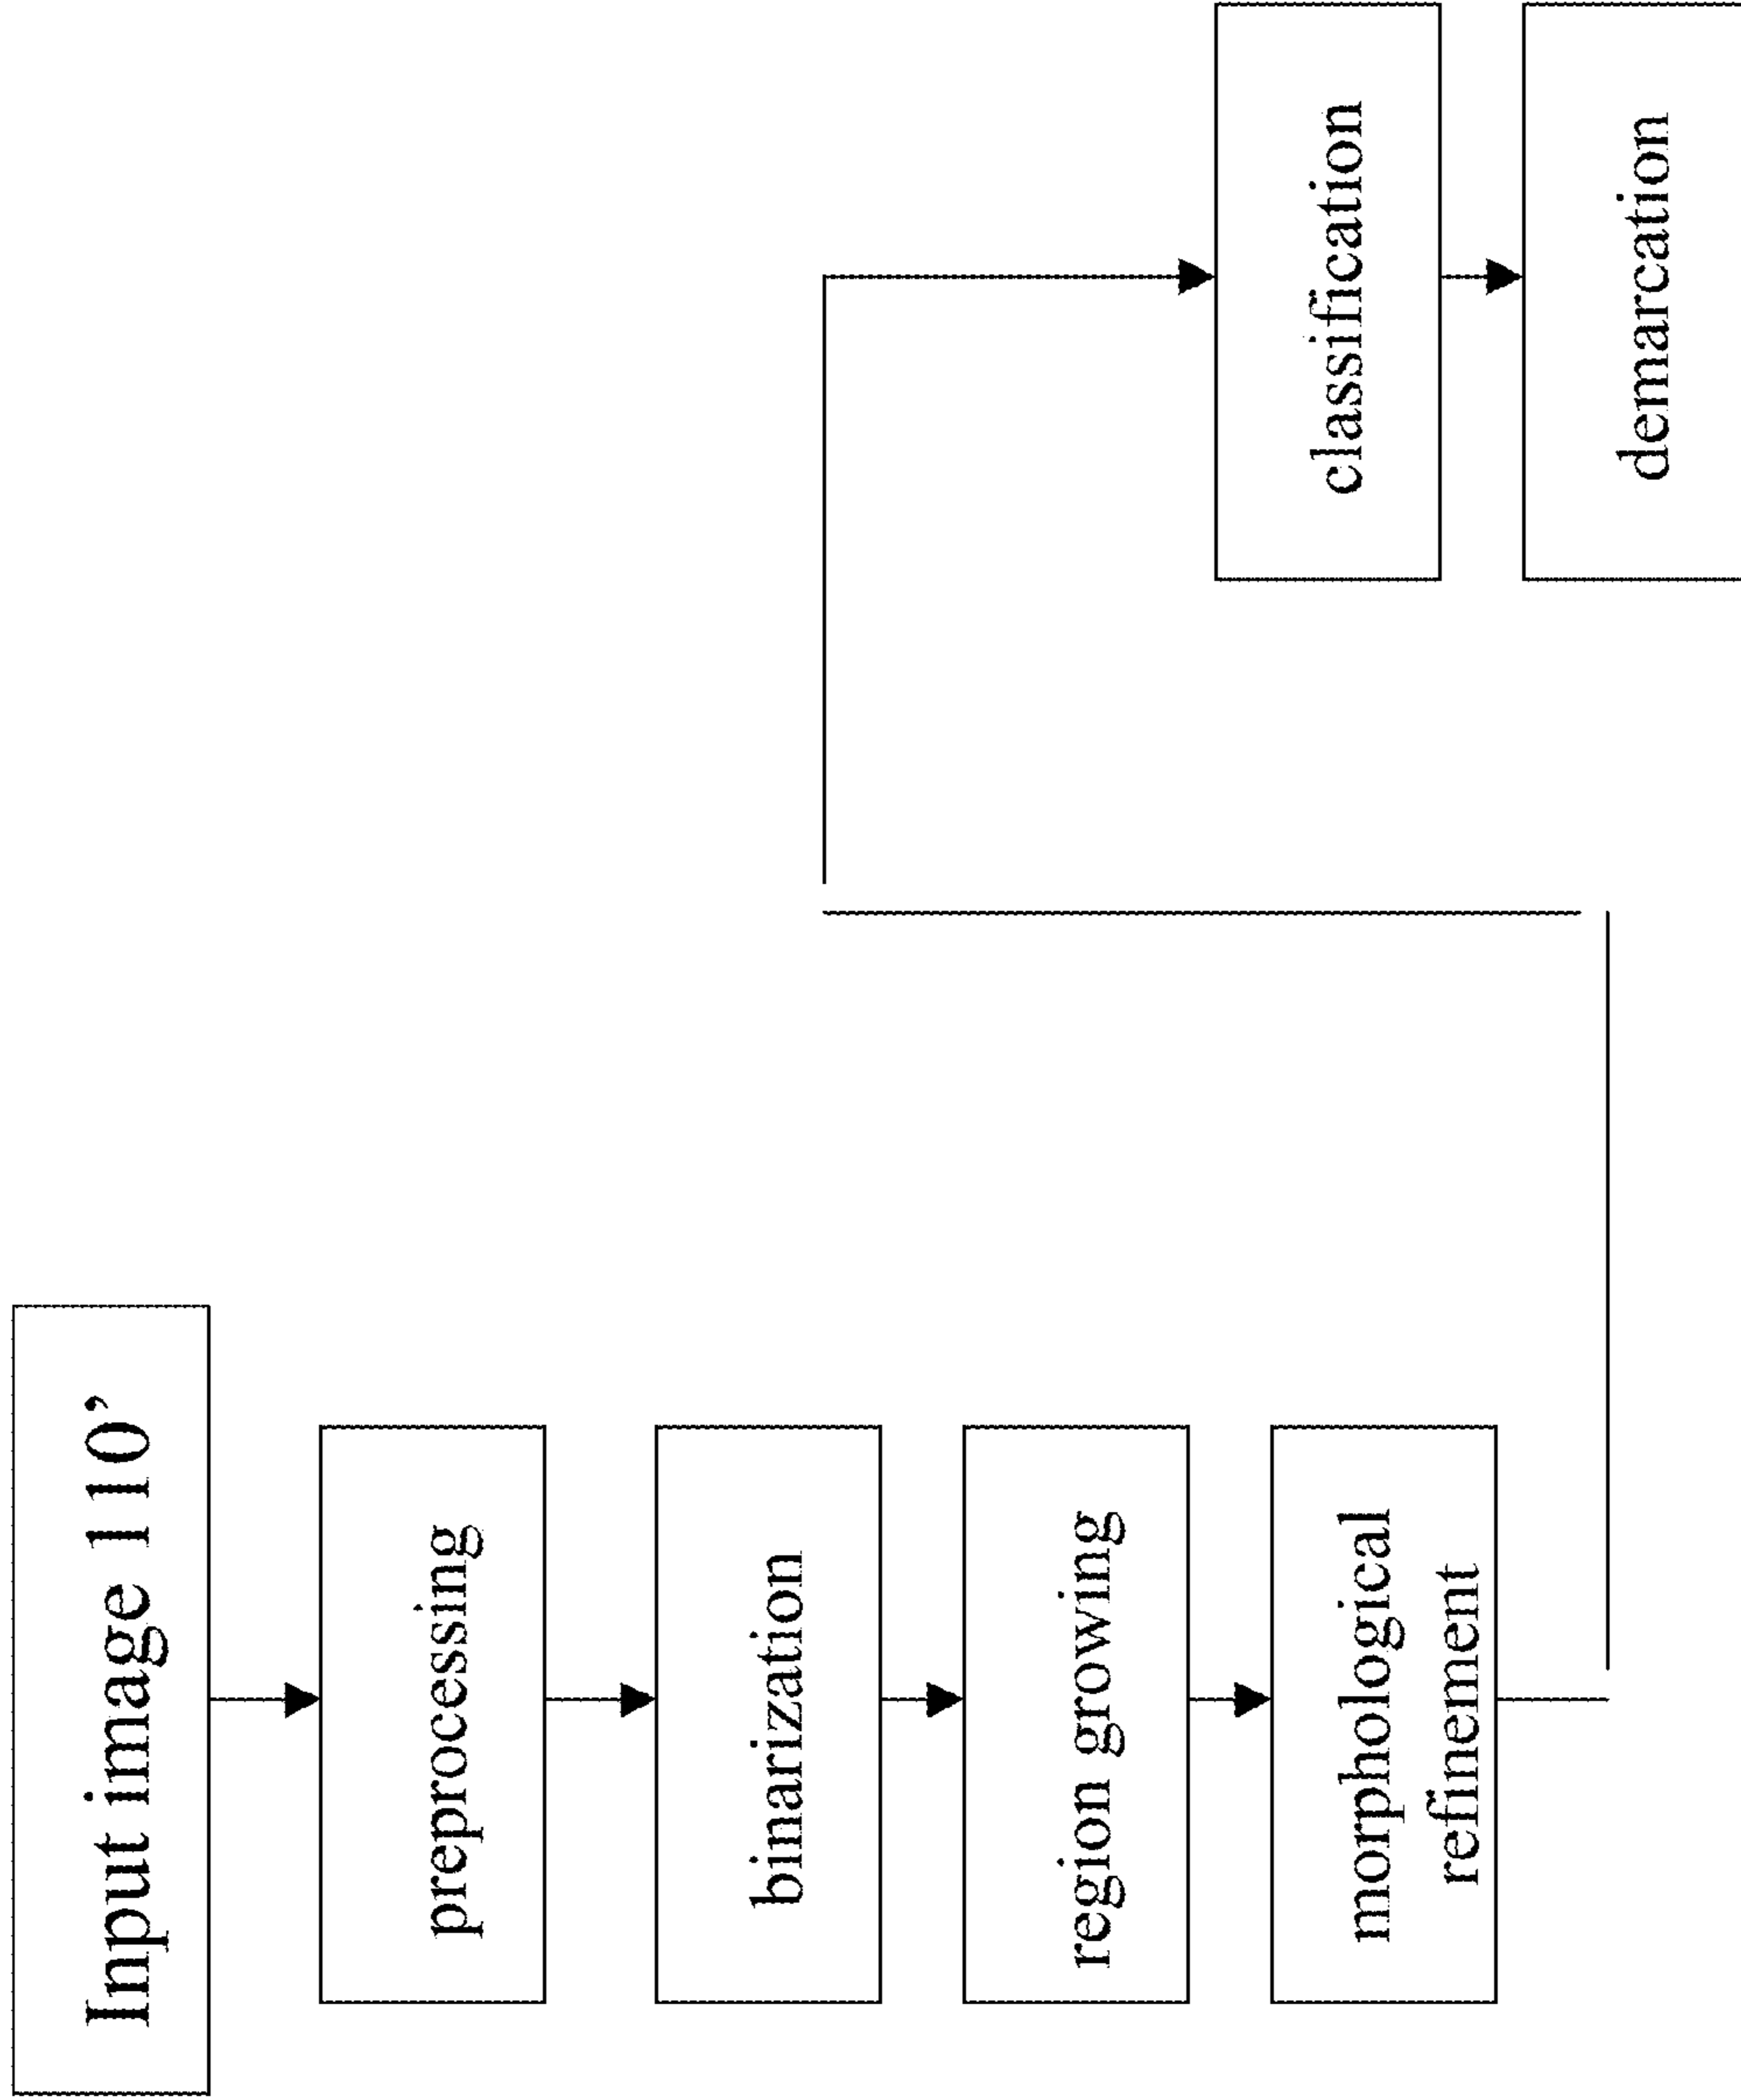 Input image 110’
preprocessing
binarization
region growing
morphological
refinement
classification
demarcation